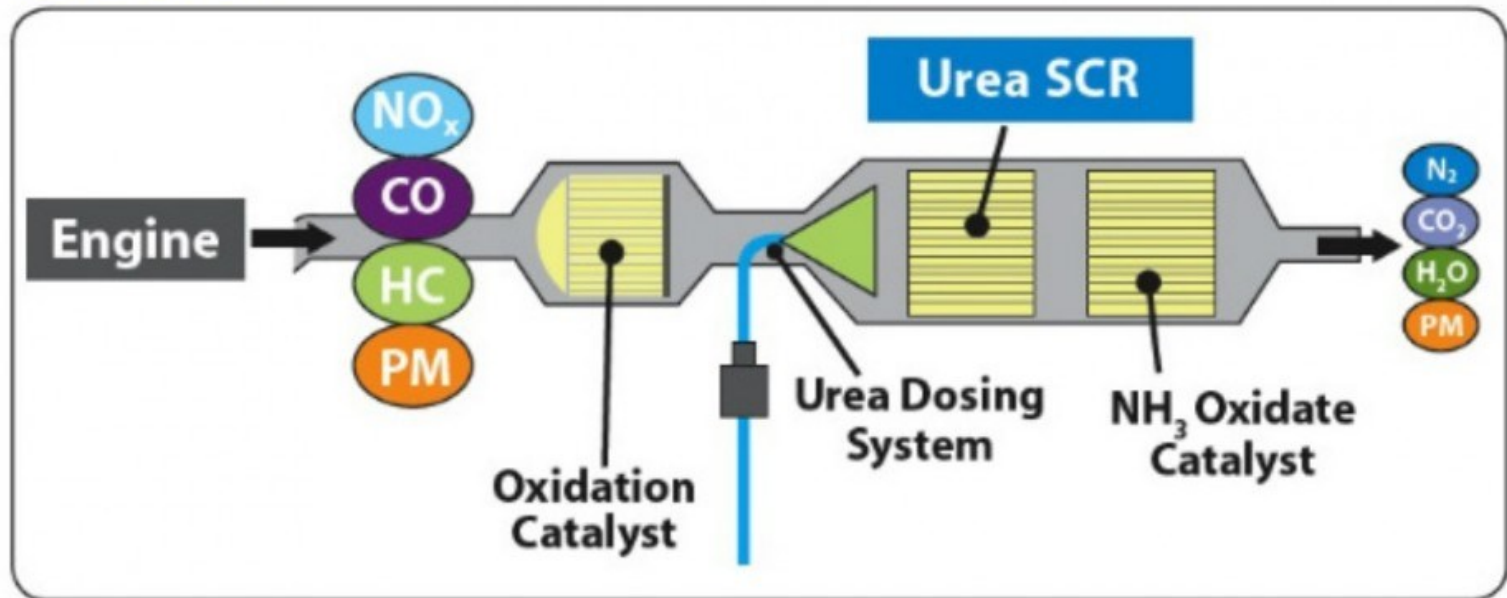 Urea SCR
NOx
CO
HC
PM
Engine
N₂
CO₂
H₂O
PM
Urea Dosing
System
NH₃ Oxidate
Catalyst
Oxidation
Catalyst